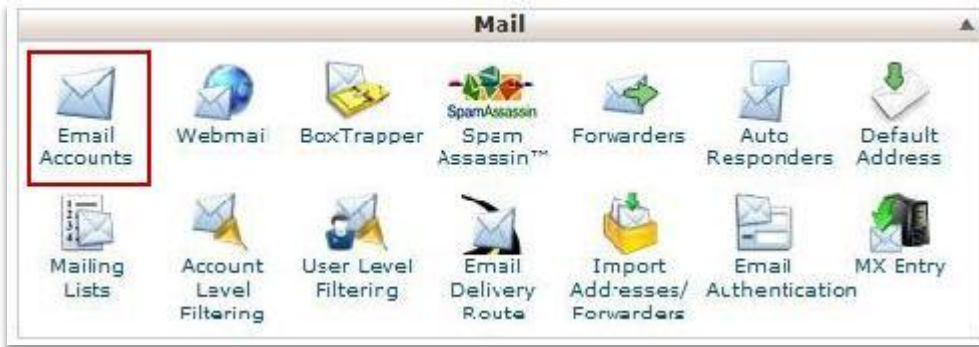 Mail
Email
Accounts
Webmail
BoxTrapper
SpamAssassin
Spam
Assassin™
Forwarders
Auto
Responders
Default
Address
Mailing
Lists
Account
Level
Filtering
User Level
Filtering
Email
Delivery
Route
Import
Addresses/
Forwarders
Email
Authentication
MX Entry